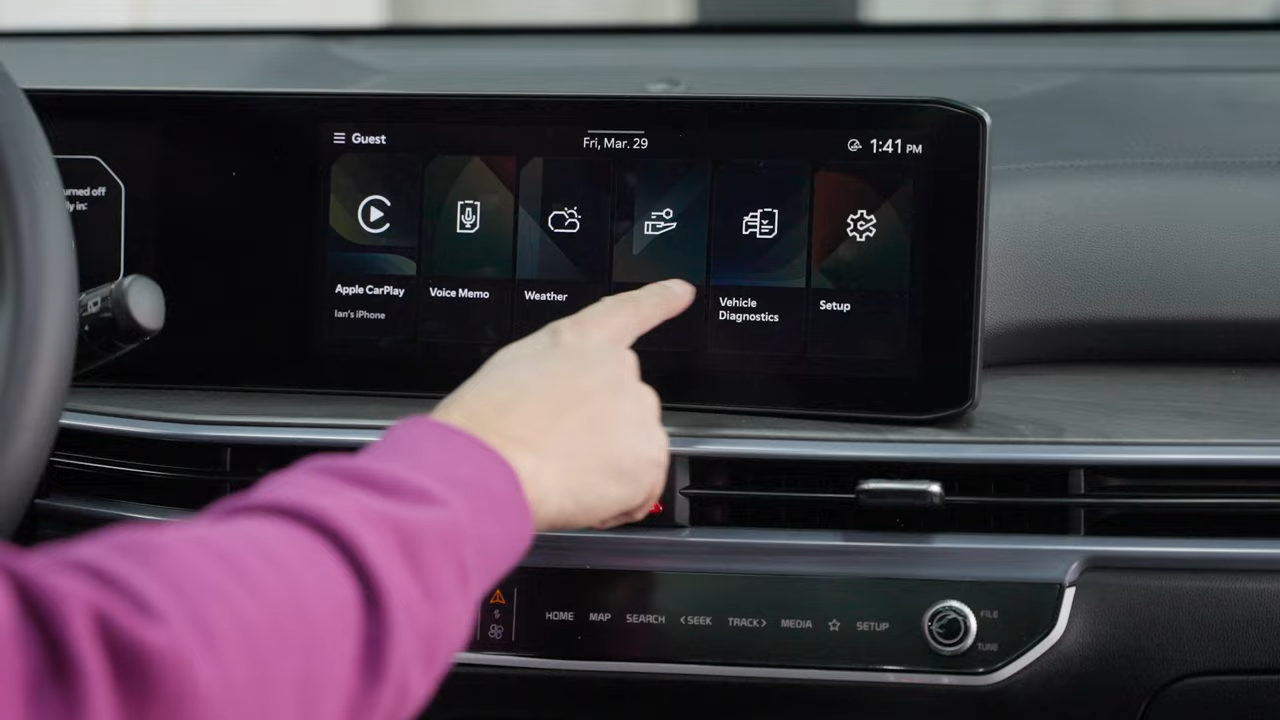 Guest
Fri, Mar. 29
1:41 PM
urned off
ly in:
Apple CarPlay
Ian's iPhone
Voice Memo
Weather
Vehicle
Diagnostics
Setup
HOME MAP SEARCH <SEEK TRACK> MEDIA ☆ SETUP
FILE
TUNE